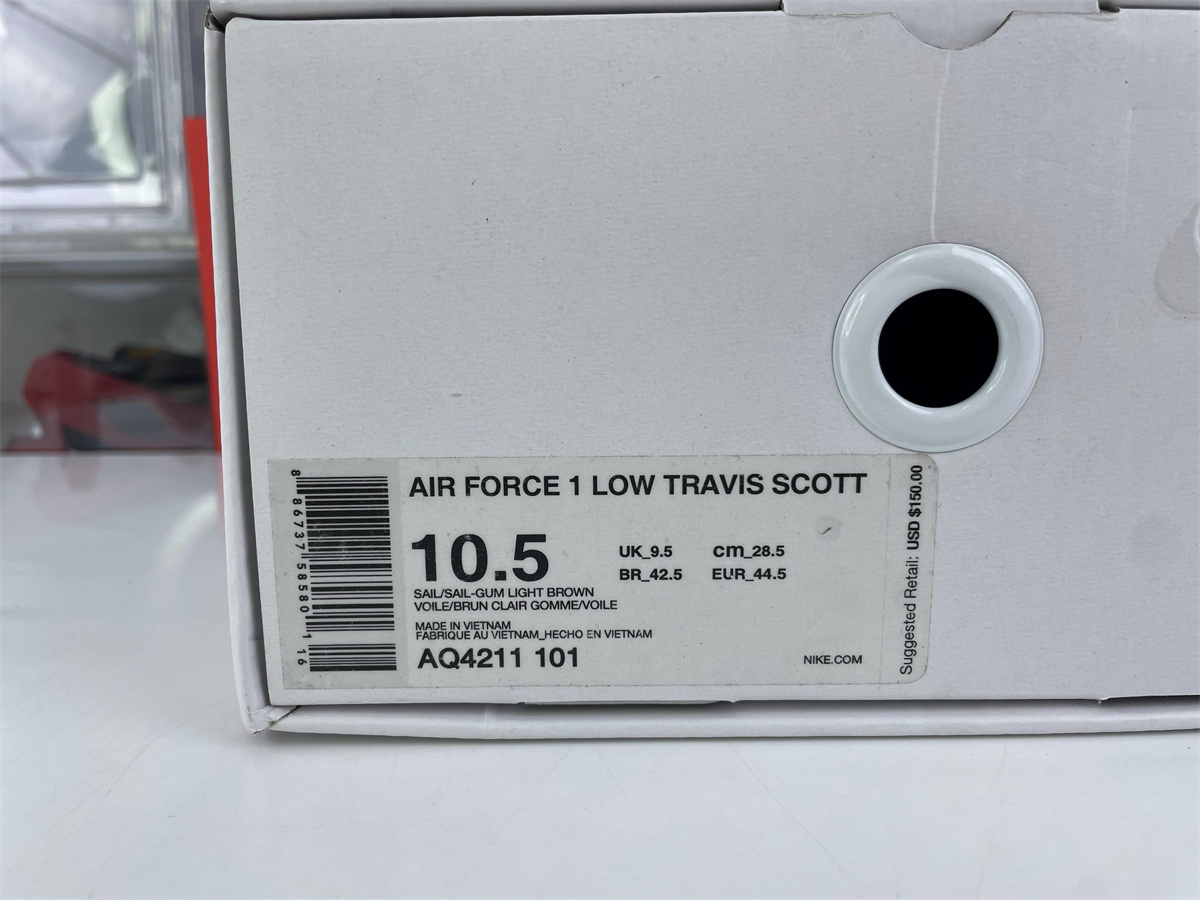 AIR FORCE 1 LOW TRAVIS SCOTT
10.5
UK_9.5 cm_28.5
BR_42.5 EUR_44.5
SAIL/SAIL-GUM LIGHT BROWN
VOILE/BRUN CLAIR GOMME/VOILE
MADE IN VIETNAM
FABRIQUE AU VIETNAM_HECHO EN VIETNAM
AQ4211 101
NIKE.COM
Suggested Retail: USD $150.00
8 86737 58580 1 16